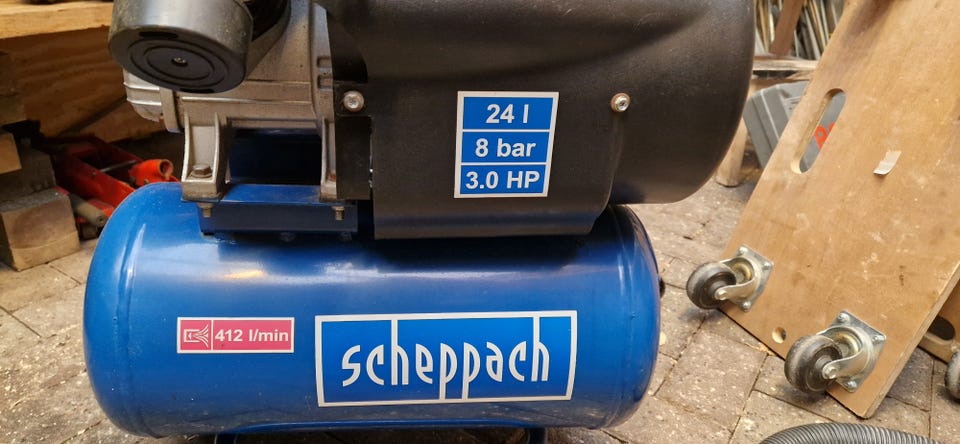 24 l
8 bar
3.0 HP
412 l/min
scheppach